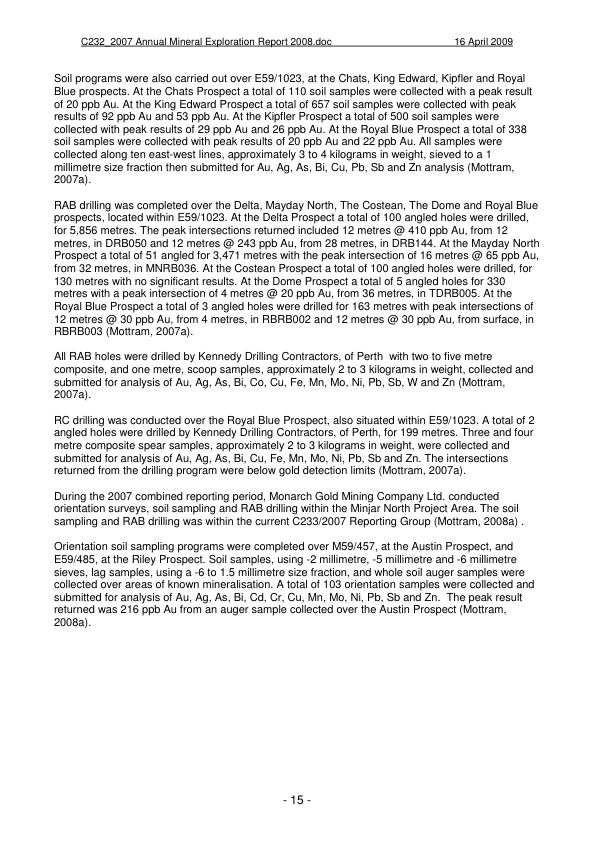 C232_2007 Annual Mineral Exploration Report 2008.doc 16 April 2009
Soil programs were also carried out over E59/1023, at the Chats, King Edward, Kipfler and Royal
Blue prospects. At the Chats Prospect a total of 110 soil samples were collected with a peak result
of 20 ppb Au. At the King Edward Prospect a total of 657 soil samples were collected with peak
results of 92 ppb Au and 53 ppb Au. At the Kipfler Prospect a total of 500 soil samples were
collected with peak results of 29 ppb Au and 26 ppb Au. At the Royal Blue Prospect a total of 338
soil samples were collected with peak results of 20 ppb Au and 22 ppb Au. All samples were
collected along ten east-west lines, approximately 3 to 4 kilograms in weight, sieved to a 1
millimetre size fraction then submitted for Au, Ag, As, Bi, Cu, Pb, Sb and Zn analysis (Mottram,
2007a).
RAB drilling was completed over the Delta, Mayday North, The Costean, The Dome and Royal Blue
prospects, located within E59/1023. At the Delta Prospect a total of 100 angled holes were drilled,
for 5,856 metres. The peak intersections returned included 12 metres @ 410 ppb Au, from 12
metres, in DRB050 and 12 metres @ 243 ppb Au, from 28 metres, in DRB144. At the Mayday North
Prospect a total of 51 angled for 3,471 metres with the peak intersection of 16 metres @ 65 ppb Au,
from 32 metres, in MNRB036. At the Costean Prospect a total of 100 angled holes were drilled, for
130 metres with no significant results. At the Dome Prospect a total of 5 angled holes for 330
metres with a peak intersection of 4 metres @ 20 ppb Au, from 36 metres, in TDRB005. At the
Royal Blue Prospect a total of 3 angled holes were drilled for 163 metres with peak intersections of
12 metres @ 30 ppb Au, from 4 metres, in RBRB002 and 12 metres @ 30 ppb Au, from surface, in
RBRB003 (Mottram, 2007a).
All RAB holes were drilled by Kennedy Drilling Contractors, of Perth with two to five metre
composite, and one metre, scoop samples, approximately 2 to 3 kilograms in weight, collected and
submitted for analysis of Au, Ag, As, Bi, Co, Cu, Fe, Mn, Mo, Ni, Pb, Sb, W and Zn (Mottram,
2007a).
RC drilling was conducted over the Royal Blue Prospect, also situated within E59/1023. A total of 2
angled holes were drilled by Kennedy Drilling Contractors, of Perth, for 199 metres. Three and four
metre composite spear samples, approximately 2 to 3 kilograms in weight, were collected and
submitted for analysis of Au, Ag, As, Bi, Cu, Fe, Mn, Mo, Ni, Pb, Sb and Zn. The intersections
returned from the drilling program were below gold detection limits (Mottram, 2007a).
During the 2007 combined reporting period, Monarch Gold Mining Company Ltd. conducted
orientation surveys, soil sampling and RAB drilling within the Minjar North Project Area. The soil
sampling and RAB drilling was within the current C233/2007 Reporting Group (Mottram, 2008a) .
Orientation soil sampling programs were completed over M59/457, at the Austin Prospect, and
E59/485, at the Riley Prospect. Soil samples, using -2 millimetre, -5 millimetre and -6 millimetre
sieves, lag samples, using a -6 to 1.5 millimetre size fraction, and whole soil auger samples were
collected over areas of known mineralisation. A total of 103 orientation samples were collected and
submitted for analysis of Au, Ag, As, Bi, Cd, Cr, Cu, Mn, Mo, Ni, Pb, Sb and Zn. The peak result
returned was 216 ppb Au from an auger sample collected over the Austin Prospect (Mottram,
2008a).
- 15 -